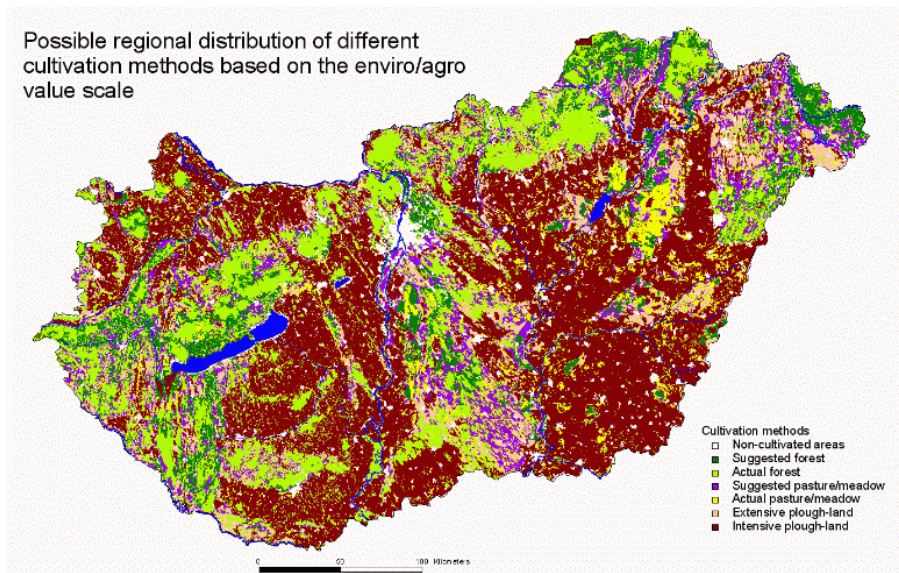 Possible regional distribution of different
cultivation methods based on the enviro/agro
value scale
Cultivation methods
Non-cultivated areas
Suggested forest
Actual forest
Suggested pasture/meadow
Actual pasture/meadow
Extensive plough-land
Intensive plough-land
0 50 100 Kilometers